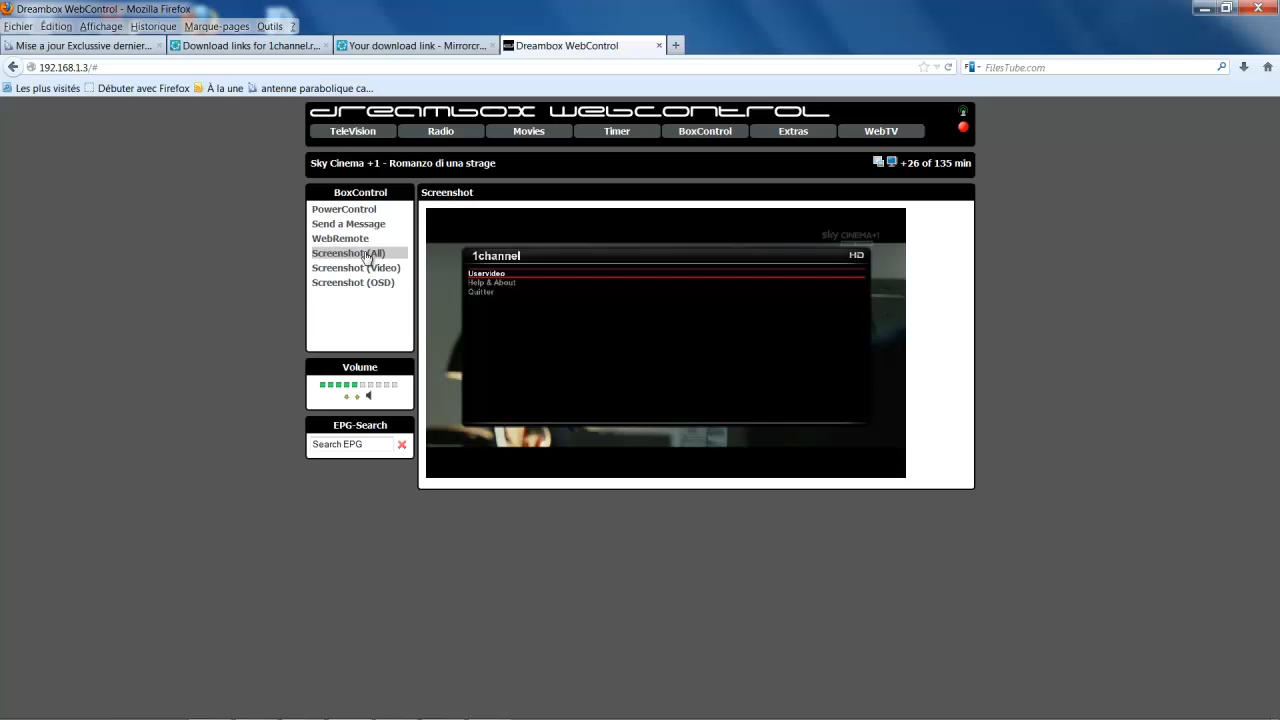 Dreambox WebControl - Mozilla Firefox
Fichier Édition Affichage Historique Marque-pages Outils ?
Mise a jour Exclusive dernier... Download links for 1channel.r... Your download link - Mirrorcr... Dreambox WebControl
192.168.1.3/# FilesTube.com
Les plus visités Débuter avec Firefox À la une antenne parabolique ca...
dreambox webcontrol
TeleVision Radio Movies Timer BoxControl Extras WebTV
Sky Cinema +1 - Romanzo di una strage +26 of 135 min
BoxControl
PowerControl
Send a Message
WebRemote
Screenshot (All)
Screenshot (Video)
Screenshot (OSD)
Volume
EPG-Search
Search EPG
Screenshot
sky CINEMA+1
1channel HD
Uservideo
Help & About
Quitter